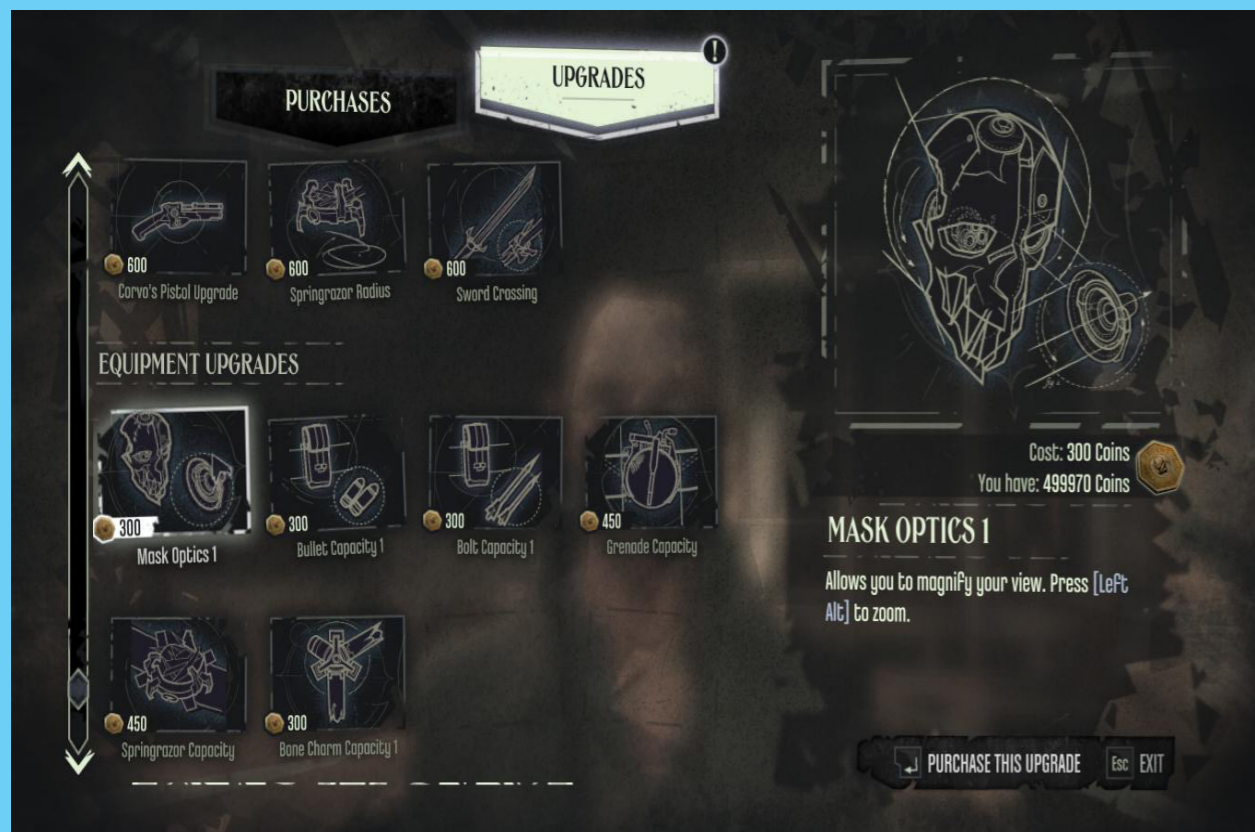 PURCHASES
UPGRADES
!
600
Corvo's Pistol Upgrade
600
Springrazor Radius
600
Sword Crossing
EQUIPMENT UPGRADES
300
Mask Optics 1
300
Bullet Capacity 1
300
Bolt Capacity 1
450
Grenade Capacity
450
Springrazor Capacity
300
Bone Charm Capacity 1
Cost: 300 Coins
You have: 499970 Coins
MASK OPTICS 1
Allows you to magnify your view. Press [Left
Alt] to zoom.
PURCHASE THIS UPGRADE
Esc EXIT